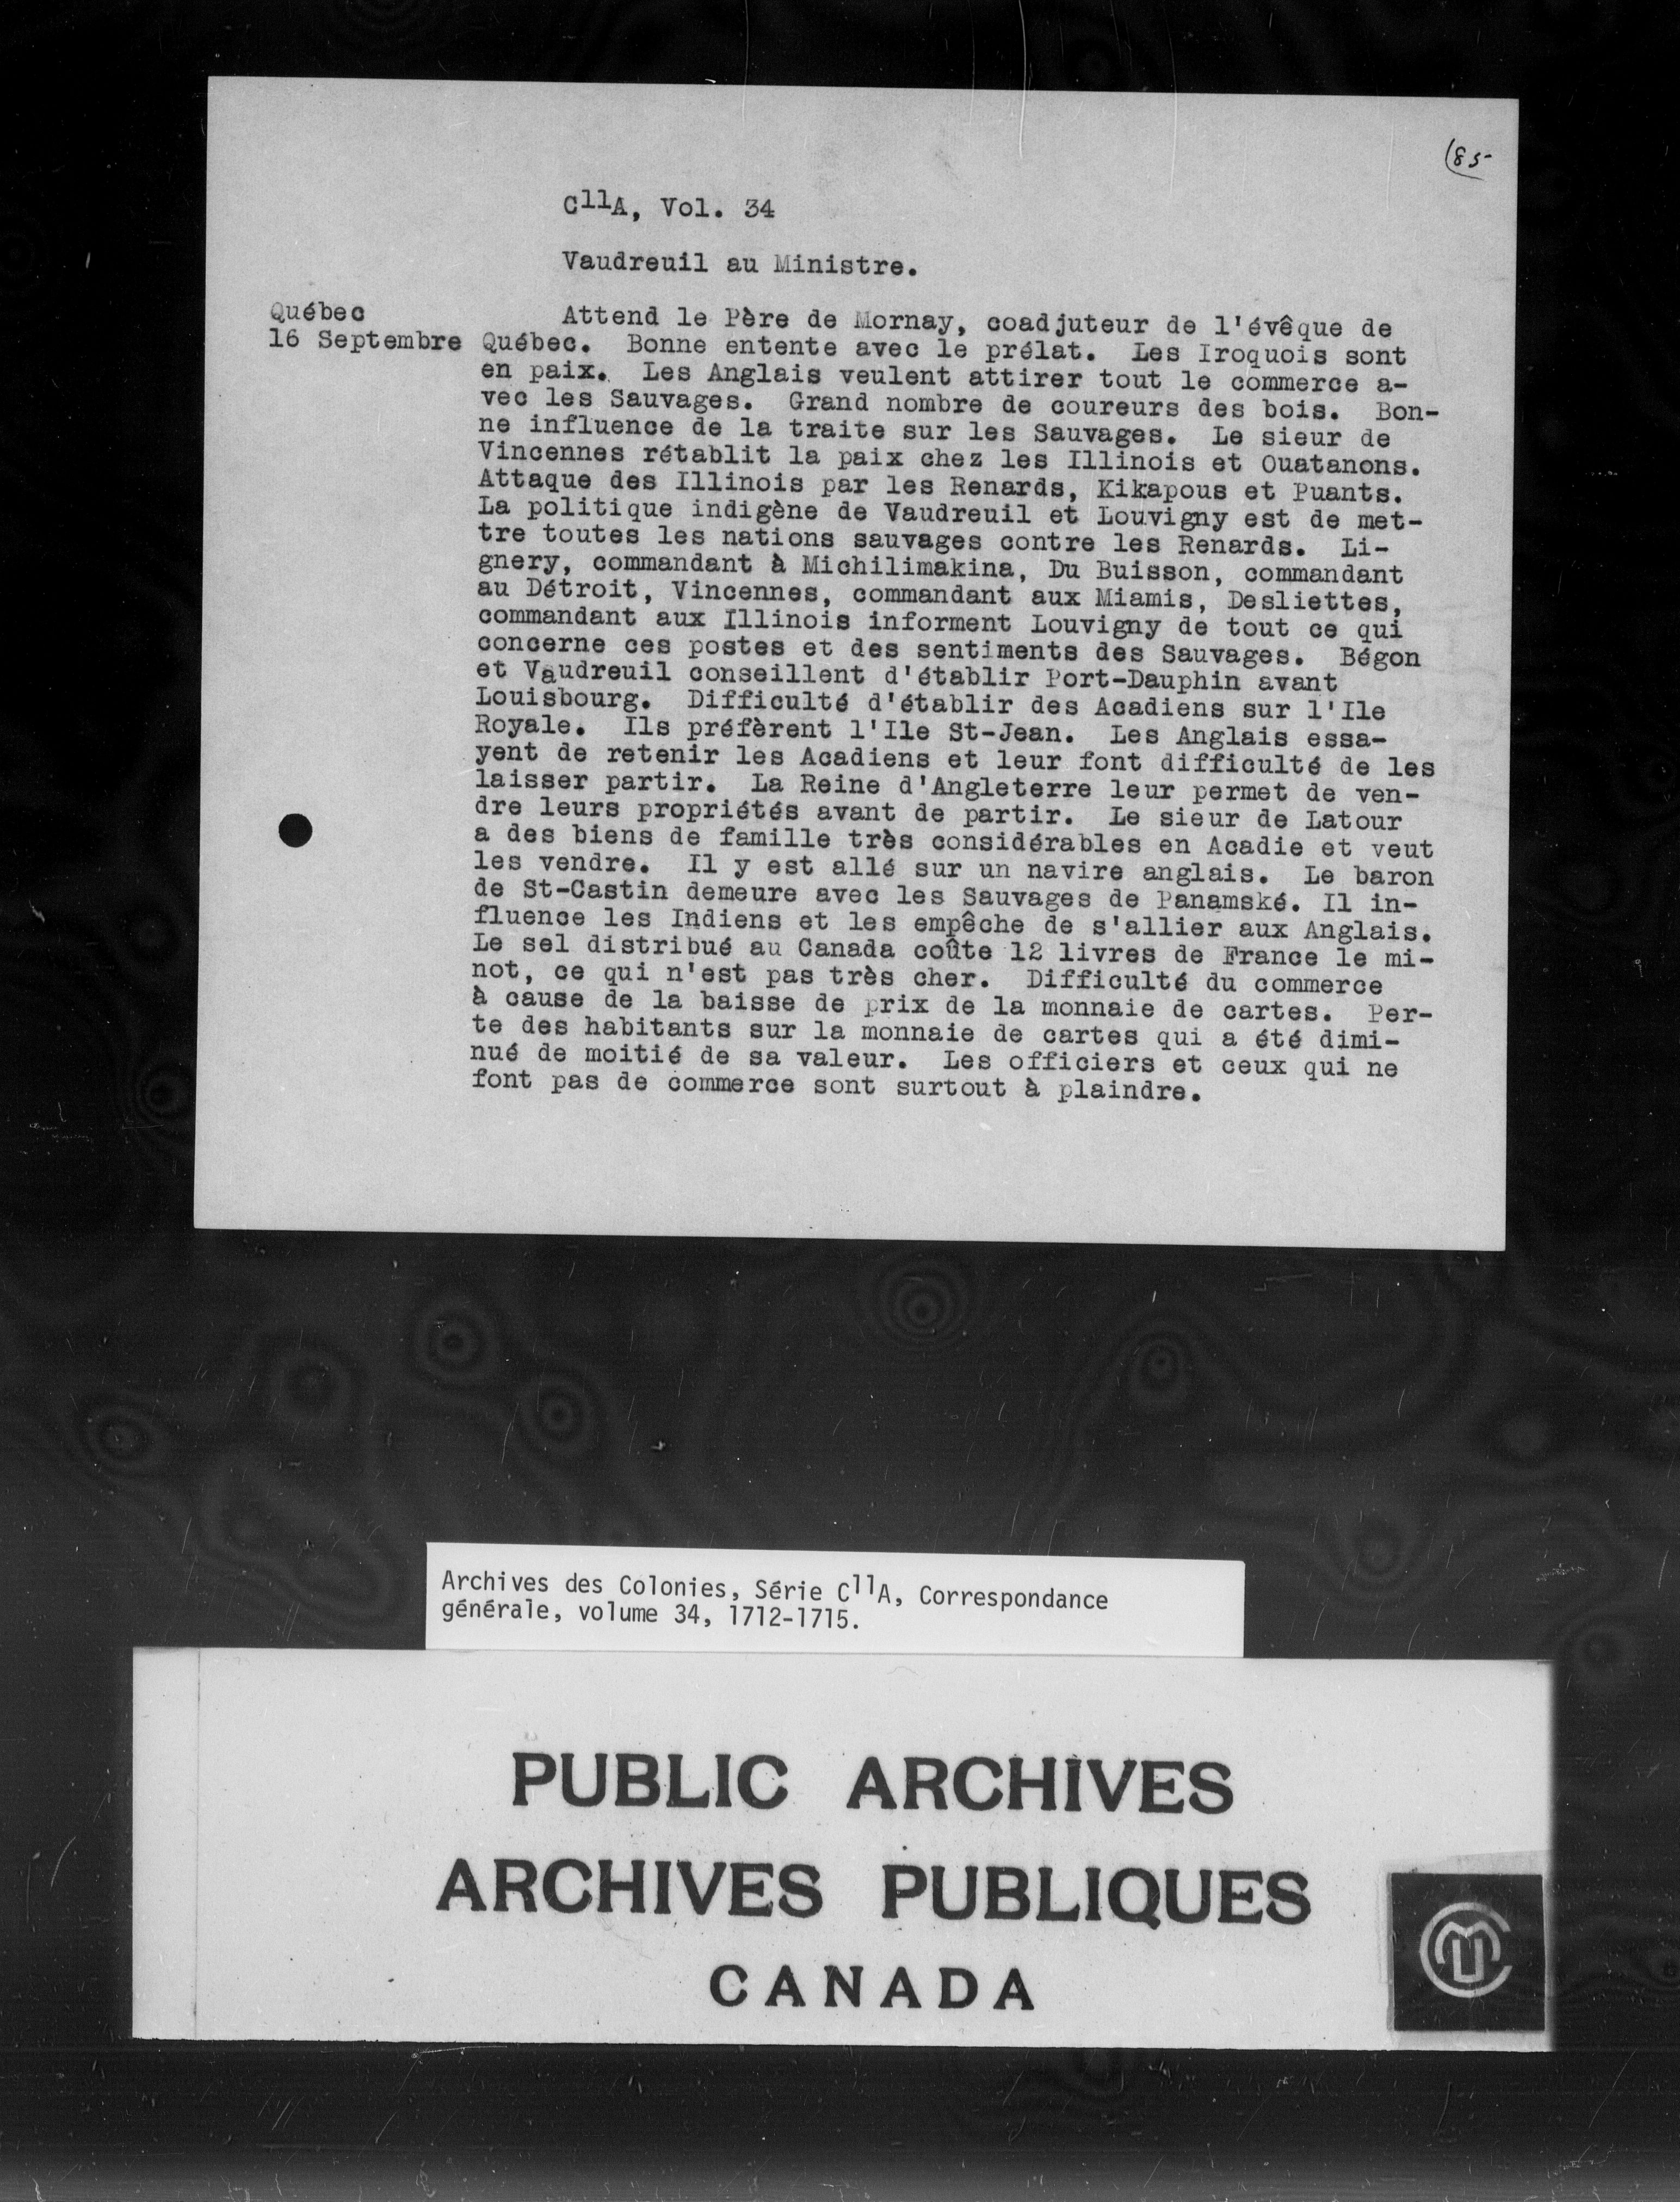 (85
C11A, Vol. 34
Vaudreuil au Ministre.
Québec
16 Septembre
Attend le Père de Mornay, coadjuteur de l'évêque de
Québec. Bonne entente avec le prélat. Les Iroquois sont
en paix. Les Anglais veulent attirer tout le commerce a-
vec les Sauvages. Grand nombre de coureurs des bois. Bon-
ne influence de la traite sur les Sauvages. Le sieur de
Vincennes rétablit la paix chez les Illinois et Ouatanons.
Attaque des Illinois par les Renards, Kikapous et Puants.
La politique indigène de Vaudreuil et Louvigny est de met-
tre toutes les nations sauvages contre les Renards. Li-
gnery, commandant à Michilimakina, Du Buisson, commandant
au Détroit, Vincennes, commandant aux Miamis, Desliettes,
commandant aux Illinois informent Louvigny de tout ce qui
concerne ces postes et des sentiments des Sauvages. Bégon
et Vaudreuil conseillent d'établir Port-Dauphin avant
Louisbourg. Difficulté d'établir des Acadiens sur l'Ile
Royale. Ils préfèrent l'Ile St-Jean. Les Anglais essa-
yent de retenir les Acadiens et leur font difficulté de les
laisser partir. La Reine d'Angleterre leur permet de ven-
dre leurs propriétés avant de partir. Le sieur de Latour
a des biens de famille très considérables en Acadie et veut
les vendre. Il y est allé sur un navire anglais. Le baron
de St-Castin demeure avec les Sauvages de Panamské. Il in-
fluence les Indiens et les empêche de s'allier aux Anglais.
Le sel distribué au Canada coûte 12 livres de France le mi-
not, ce qui n'est pas très cher. Difficulté du commerce
à cause de la baisse de prix de la monnaie de cartes. Per-
te des habitants sur la monnaie de cartes qui a été dimi-
nué de moitié de sa valeur. Les officiers et ceux qui ne
font pas de commerce sont surtout à plaindre.
Archives des Colonies, Série C11A, Correspondance
générale, volume 34, 1712-1715.
PUBLIC ARCHIVES
ARCHIVES PUBLIQUES
CANADA